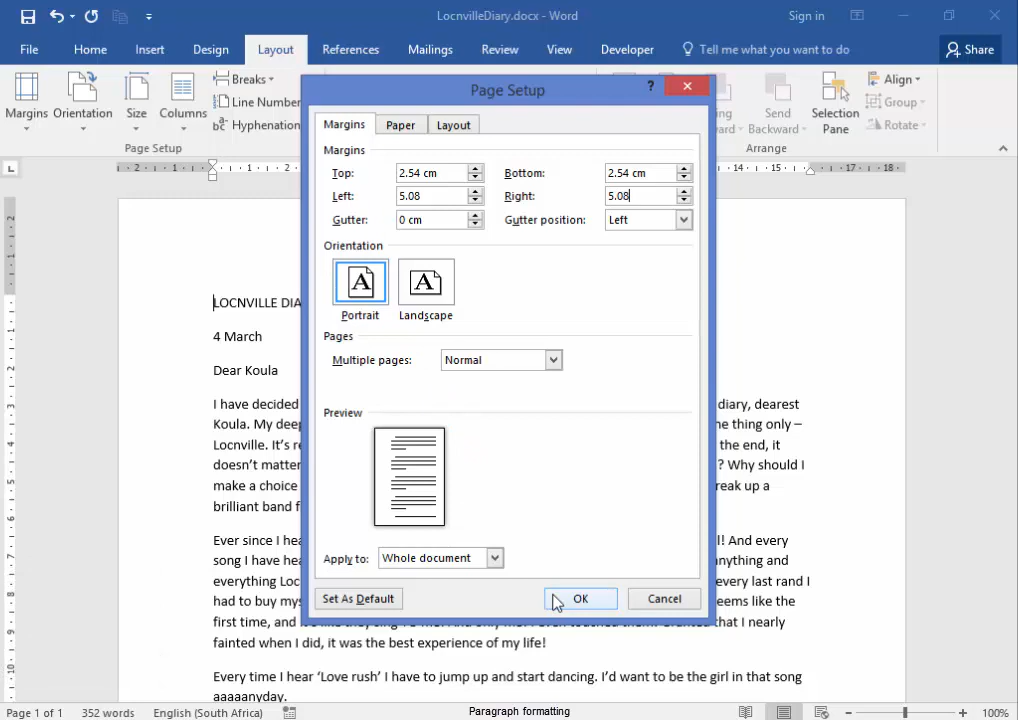 LocnvilleDiary.docx - Word
Sign in
File
Home
Insert
Design
Layout
References
Mailings
Review
View
Developer
Tell me what you want to do
Share
Margins
Orientation
Size
Columns
Breaks
Line Number
Hyphenation
Page Setup
Send
Backward
Selection
Pane
Align
Group
Rotate
Arrange
Page Setup
?
Margins
Paper
Layout
Margins
Top: 2.54 cm
Bottom: 2.54 cm
Left: 5.08
Right: 5.08
Gutter: 0 cm
Gutter position: Left
Orientation
Portrait
Landscape
Pages
Multiple pages: Normal
Preview
Apply to: Whole document
Set As Default
OK
Cancel
LOCNVILLE DIA
4 March
Dear Koula
I have decided diary, dearest
Koula. My deep ne thing only –
Locnville. It's re the end, it
doesn't matter ? Why should I
make a choice reak up a
brilliant band f
Ever since I hea l! And every
song I have hea nything and
everything Loc every last rand I
had to buy mys eems like the
first time, and that I nearly
fainted when I did, it was the best experience of my life!
Every time I hear 'Love rush' I have to jump up and start dancing. I'd want to be the girl in that song
aaaaanyday.
Page 1 of 1
352 words
English (South Africa)
Paragraph formatting
100%